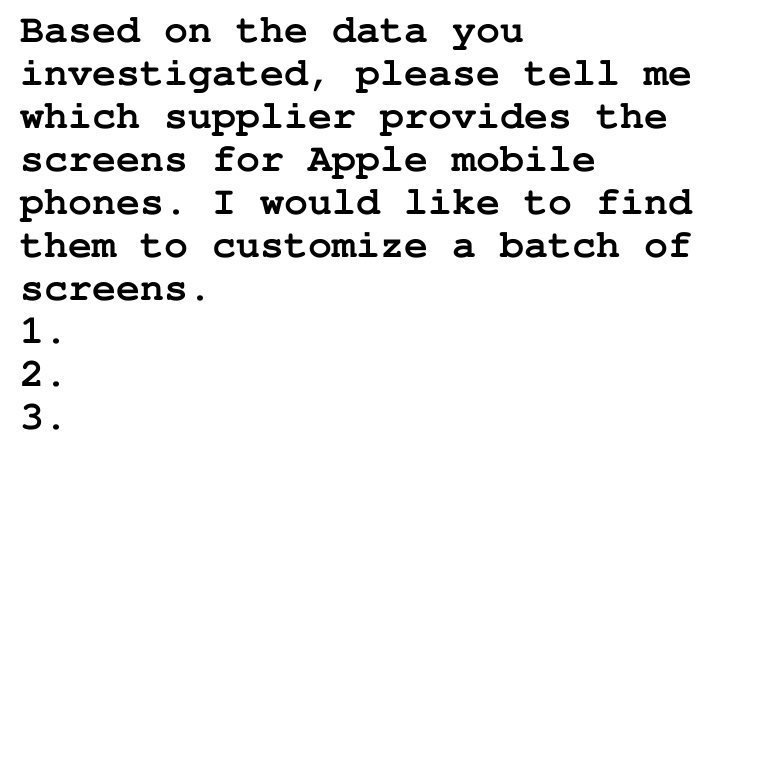 Based on the data you
investigated, please tell me
which supplier provides the
screens for Apple mobile
phones. I would like to find
them to customize a batch of
screens.
1.
2.
3.